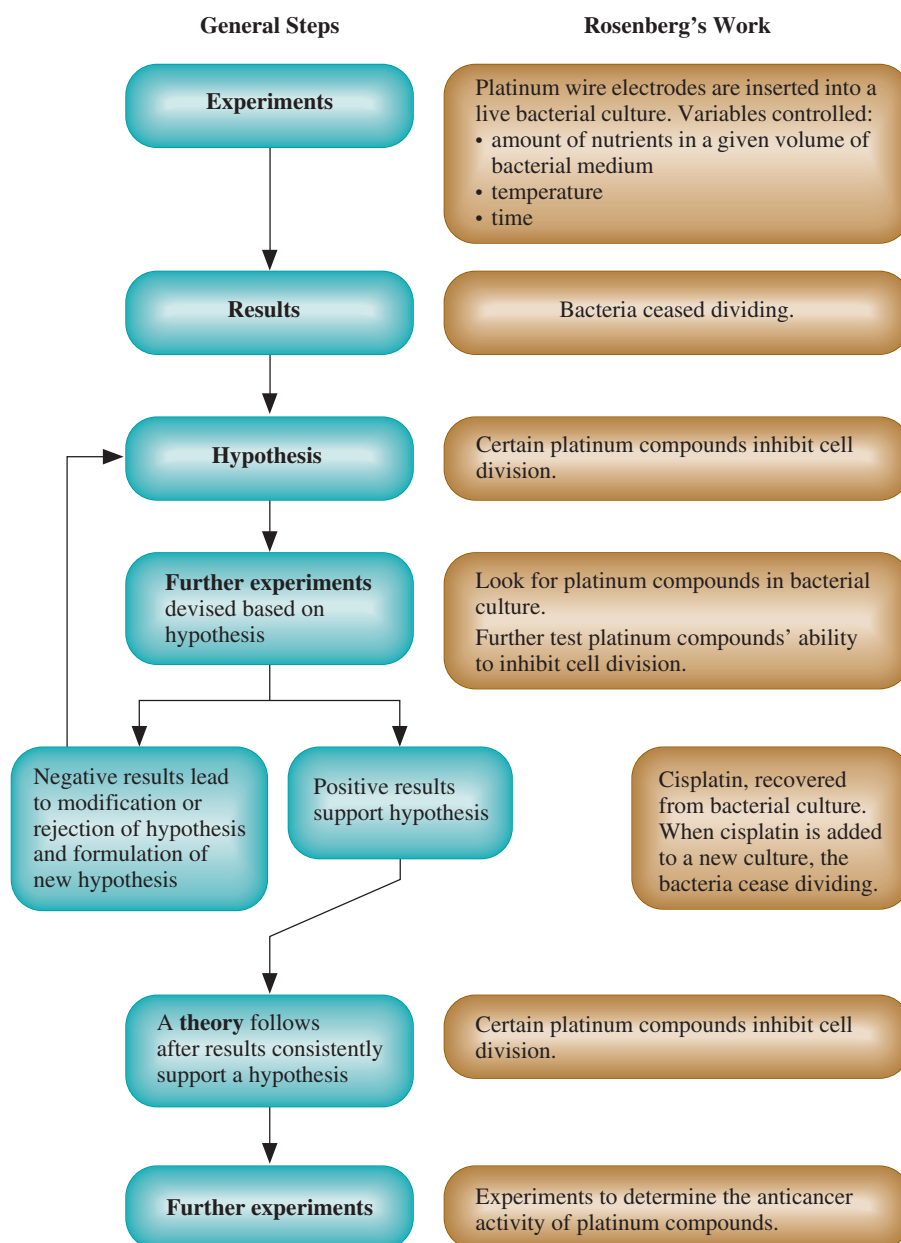 General Steps
Rosenberg's Work
Experiments
Platinum wire electrodes are inserted into a
live bacterial culture. Variables controlled:
• amount of nutrients in a given volume of
bacterial medium
• temperature
• time
Results
Bacteria ceased dividing.
Hypothesis
Certain platinum compounds inhibit cell
division.
Further experiments
devised based on
hypothesis
Look for platinum compounds in bacterial
culture.
Further test platinum compounds' ability
to inhibit cell division.
Negative results lead
to modification or
rejection of hypothesis
and formulation of
new hypothesis
Positive results
support hypothesis
Cisplatin, recovered
from bacterial culture.
When cisplatin is added
to a new culture, the
bacteria cease dividing.
A theory follows
after results consistently
support a hypothesis
Certain platinum compounds inhibit cell
division.
Further experiments
Experiments to determine the anticancer
activity of platinum compounds.